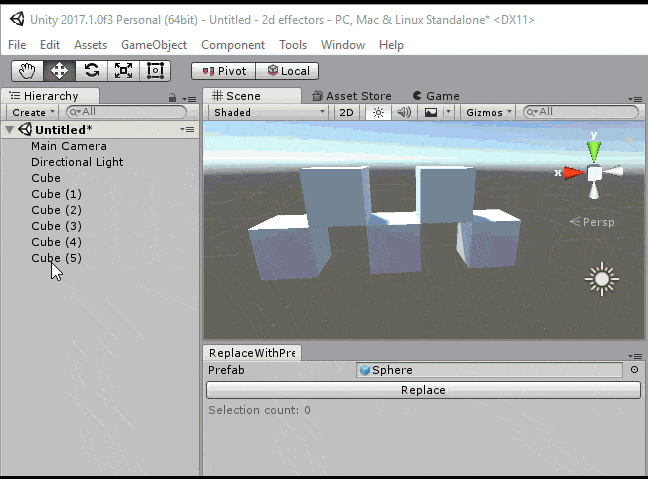 Unity 2017.1.0f3 Personal (64bit) - Untitled - 2d effectors - PC, Mac & Linux Standalone* <DX11>
File Edit Assets GameObject Component Tools Window Help
Pivot Local
Hierarchy
Create All
Untitled*
Main Camera
Directional Light
Cube
Cube (1)
Cube (2)
Cube (3)
Cube (4)
Cube (5)
Scene Asset Store Game
Shaded 2D Gizmos All
y
x
Persp
ReplaceWithPre
Prefab Sphere
Replace
Selection count: 0